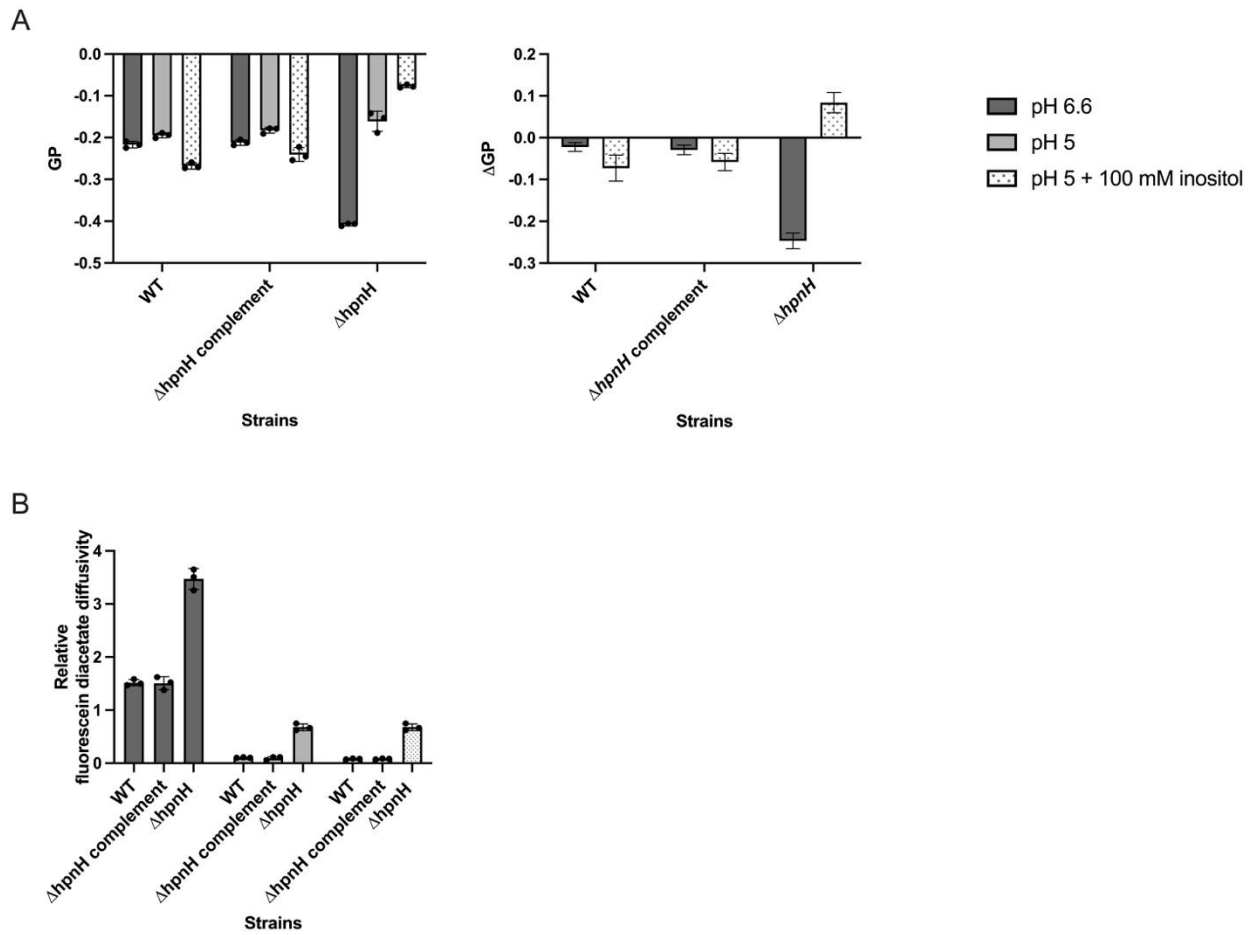 A
0.0
-0.1
-0.2
-0.3
-0.4
-0.5
GP
WT
ΔhpnH complement
ΔhpnH
Strains
0.2
0.1
0.0
-0.1
-0.2
-0.3
ΔGP
WT
ΔhpnH complement
ΔhpnH
Strains
pH 6.6
pH 5
pH 5 + 100 mM inositol
B
4
3
2
1
0
Relative
fluorescein diacetate diffusivity
WT
ΔhpnH complement
ΔhpnH
WT
ΔhpnH complement
ΔhpnH
WT
ΔhpnH complement
ΔhpnH
Strains